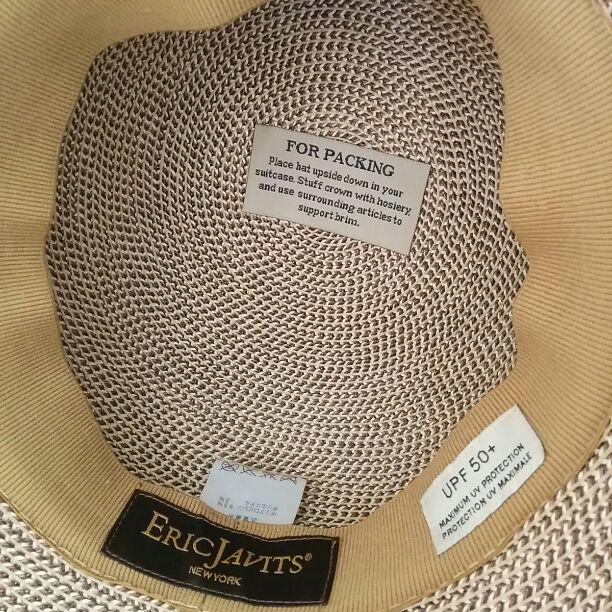 FOR PACKING
Place hat upside down in your
suitcase. Stuff crown with hosiery,
and use surrounding articles to
support brim.
UPF 50+
MAXIMUM UV PROTECTION
PROTECTION UV MAXIMALE
ERIC JAVITS®
NEW YORK